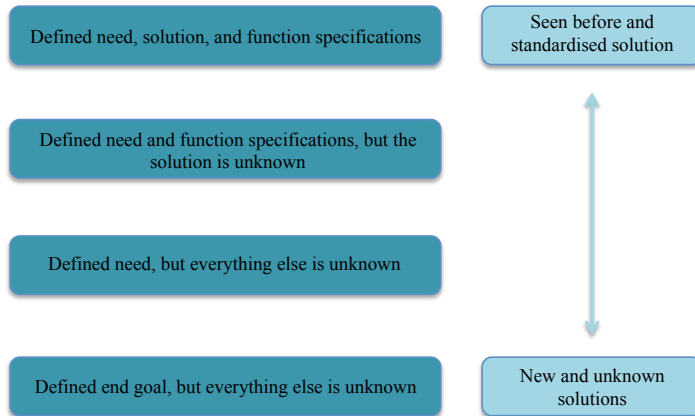 Defined need, solution, and function specifications
Seen before and
standardised solution
Defined need and function specifications, but the
solution is unknown
Defined need, but everything else is unknown
Defined end goal, but everything else is unknown
New and unknown
solutions